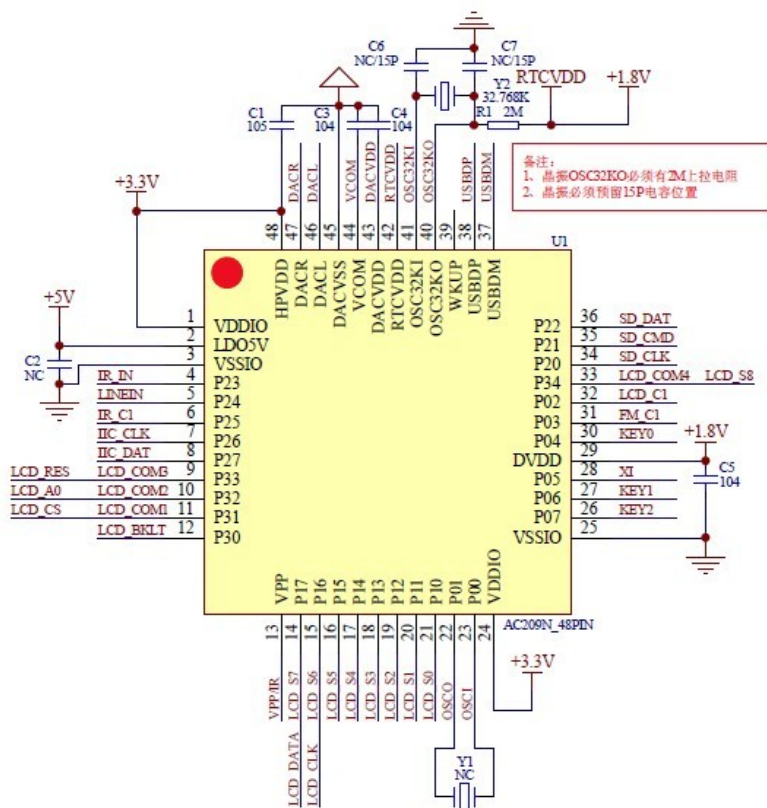 C6
NC/15P
C7
NC/15P
Y2
32.768K
RTCVDD
+1.8V
R1 2M
C1
105
C3
104
C4
104
DACR
DACL
VCOM
DACVDD
RTCVDD
OSC32KI
OSC32KO
USBDP
USBDM
备注：
1、晶振OSC32KO必须有2M上拉电阻
2、晶振必须预留15P电容位置
+3.3V
48 47 46 45 44 43 42 41 40 39 38 37
U1
HPVDD
DACR
DACL
DACVSS
VCOM
DACVDD
RTCVDD
OSC32KI
OSC32KO
WKUP
USBDP
USBDM
+5V
C2
NC
1 VDDIO
2 LDO5V
3 VSSIO
IR_IN 4 P23
LINEIN 5 P24
IR_C1 6 P25
IIC_CLK 7 P26
IIC_DAT 8 P27
LCD_RES LCD_COM3 9 P33
LCD_A0 LCD_COM2 10 P32
LCD_CS LCD_COM1 11 P31
LCD_BKLT 12 P30
P22 36 SD_DAT
P21 35 SD_CMD
P20 34 SD_CLK
P34 33 LCD_COM4 LCD_S8
P02 32 LCD_C1
P03 31 FM_C1
P04 30 KEY0
+1.8V
DVDD 29
P05 28 XI
P06 27 KEY1
P07 26 KEY2
VSSIO 25
C5
104
VPP
P17
P16
P15
P14
P13
P12
P11
P10
P01
P00
VDDIO
AC209N_48PIN
13 14 15 16 17 18 19 20 21 22 23 24
VPP/IR
LCD_S7
LCD_S6
LCD_S5
LCD_S4
LCD_S3
LCD_S2
LCD_S1
LCD_S0
OSCO
OSCI
+3.3V
LCD_DATA
LCD_CLK
Y1
NC